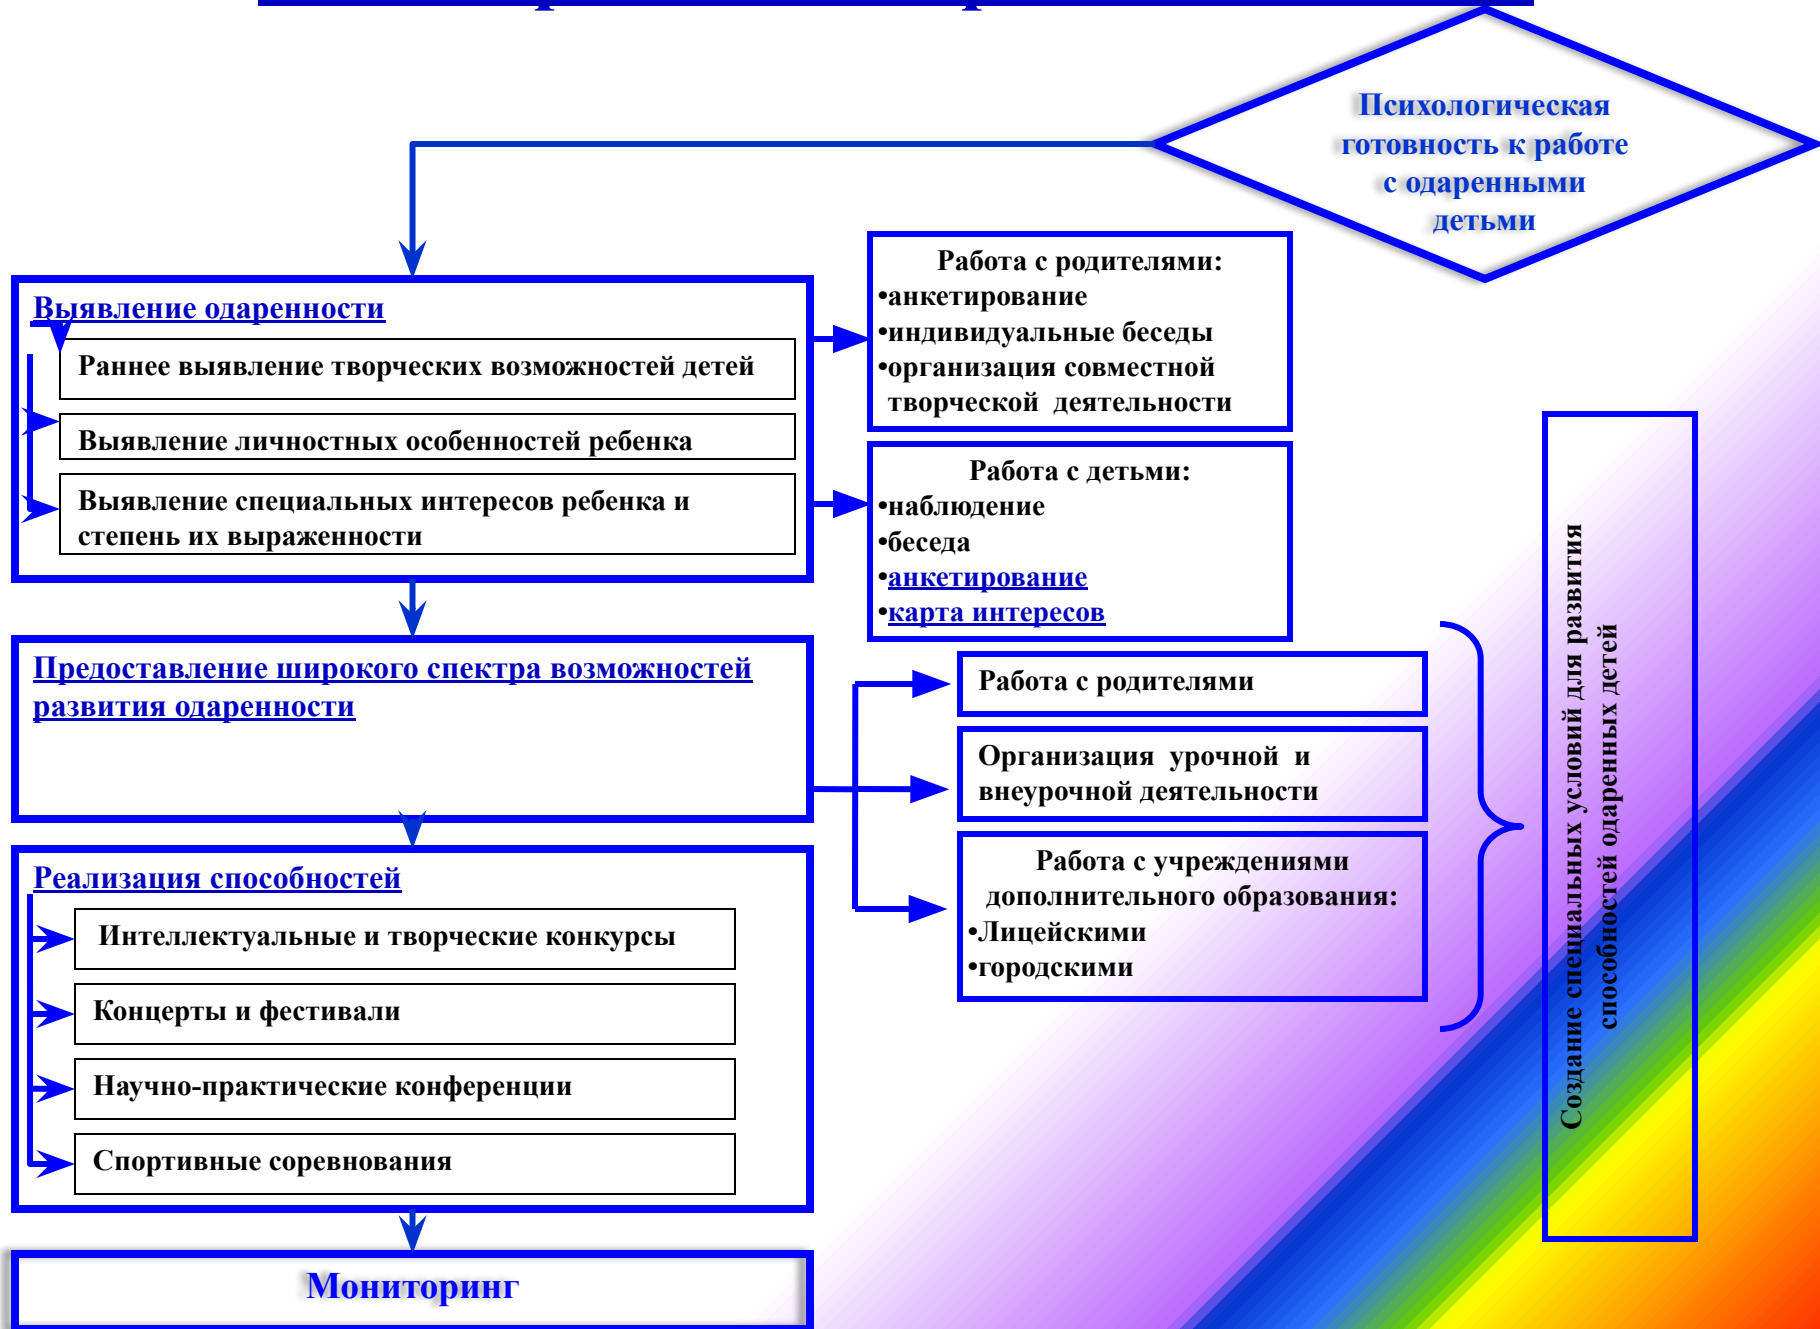 Психологическая
готовность к работе
с одаренными
детьми
Выявление одаренности
Раннее выявление творческих возможностей детей
Выявление личностных особенностей ребенка
Выявление специальных интересов ребенка и
степень их выраженности
Работа с родителями:
•анкетирование
•индивидуальные беседы
•организация совместной
творческой деятельности
Работа с детьми:
•наблюдение
•беседа
•анкетирование
•карта интересов
Предоставление широкого спектра возможностей
развития одаренности
Работа с родителями
Организация урочной и
внеурочной деятельности
Работа с учреждениями
дополнительного образования:
•Лицейскими
•городскими
Создание специальных условий для развития
способностей одаренных детей
Реализация способностей
Интеллектуальные и творческие конкурсы
Концерты и фестивали
Научно-практические конференции
Спортивные соревнования
Мониторинг